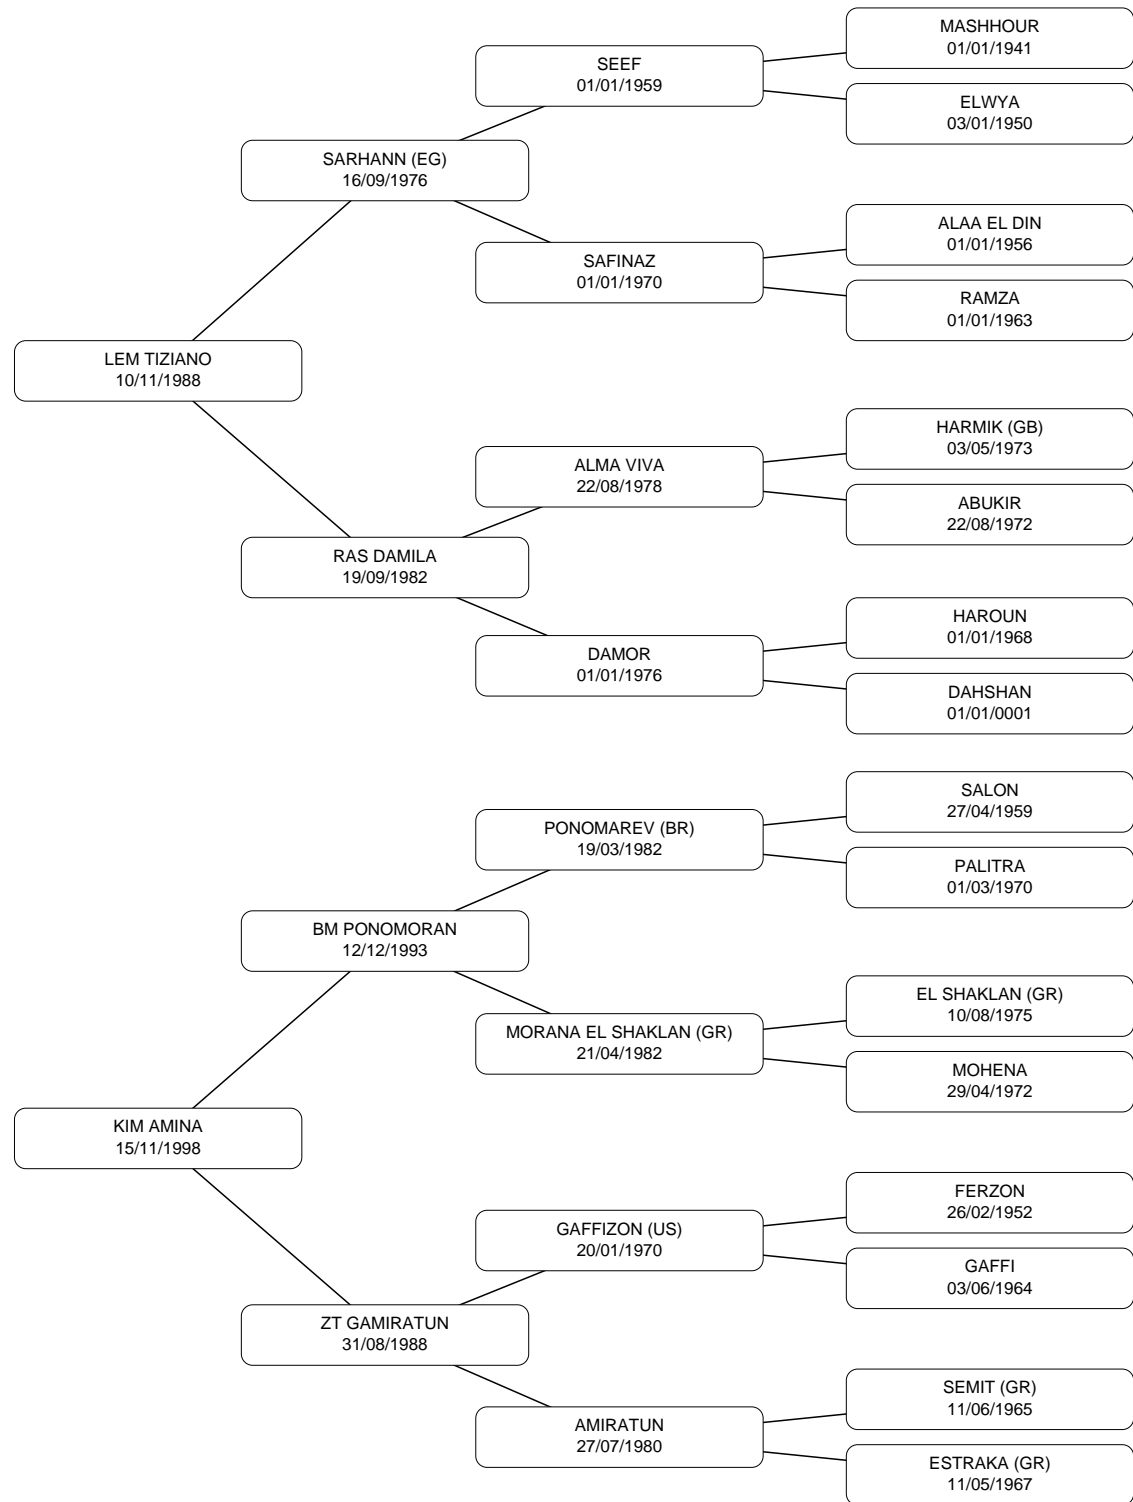 MASHHOUR
01/01/1941
SEEF
01/01/1959
ELWYA
03/01/1950
SARHANN (EG)
16/09/1976
ALAA EL DIN
01/01/1956
SAFINAZ
01/01/1970
RAMZA
01/01/1963
LEM TIZIANO
10/11/1988
HARMIK (GB)
03/05/1973
ALMA VIVA
22/08/1978
ABUKIR
22/08/1972
RAS DAMILA
19/09/1982
HAROUN
01/01/1968
DAMOR
01/01/1976
DAHSHAN
01/01/0001
SALON
27/04/1959
PONOMAREV (BR)
19/03/1982
PALITRA
01/03/1970
BM PONOMORAN
12/12/1993
EL SHAKLAN (GR)
10/08/1975
MORANA EL SHAKLAN (GR)
21/04/1982
MOHENA
29/04/1972
KIM AMINA
15/11/1998
FERZON
26/02/1952
GAFFIZON (US)
20/01/1970
GAFFI
03/06/1964
ZT GAMIRATUN
31/08/1988
SEMIT (GR)
11/06/1965
AMIRATUN
27/07/1980
ESTRAKA (GR)
11/05/1967